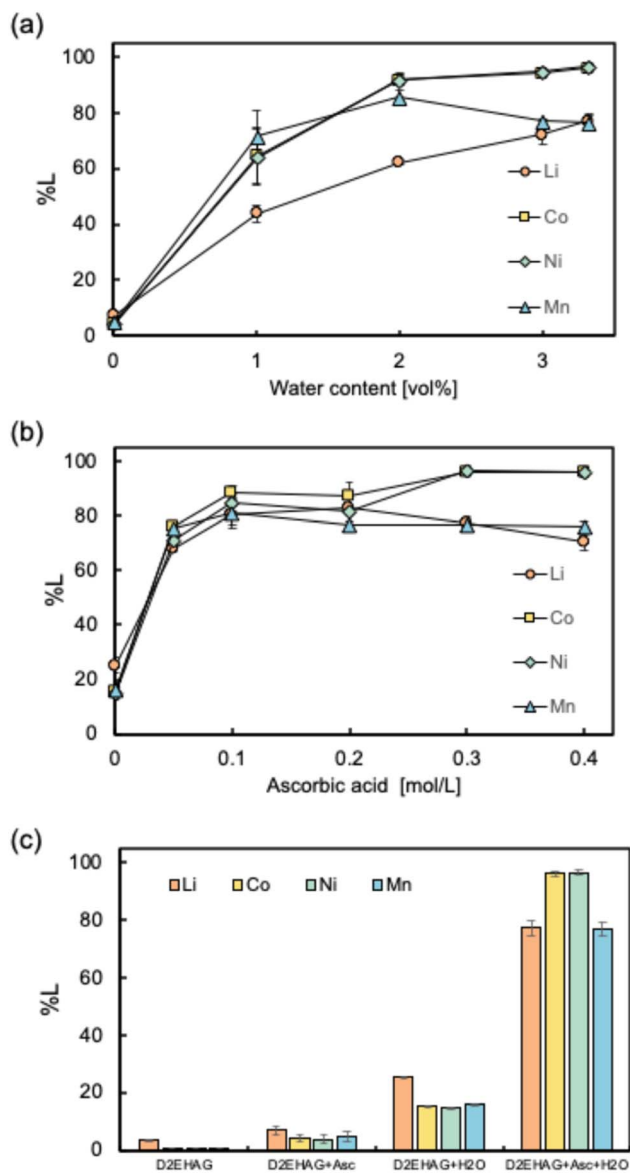 (a)
100
80
60
40
20
0
%L
Li
Co
Ni
Mn
0 1 2 3
Water content [vol%]
(b)
100
80
60
40
20
0
%L
Li
Co
Ni
Mn
0 0.1 0.2 0.3 0.4
Ascorbic acid [mol/L]
(c)
100
80
60
40
20
0
%L
Li Co Ni Mn
D2EHAG D2EHAG+Asc D2EHAG+H2O D2EHAG+Asc+H2O